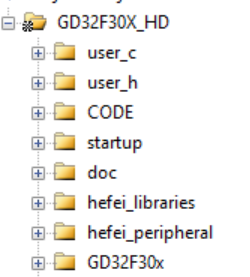 GD32F30X_HD
user_c
user_h
CODE
startup
doc
hefei_libraries
hefei_peripheral
GD32F30x